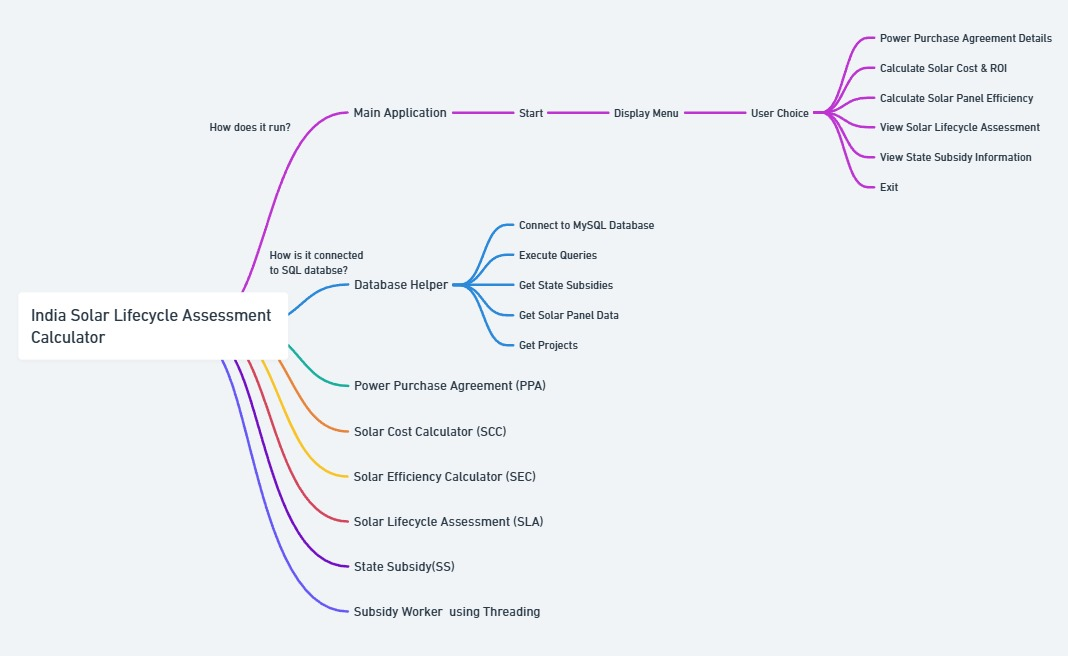 India Solar Lifecycle Assessment
Calculator
How does it run?
Main Application
Start
Display Menu
User Choice
Power Purchase Agreement Details
Calculate Solar Cost & ROI
Calculate Solar Panel Efficiency
View Solar Lifecycle Assessment
View State Subsidy Information
Exit
How is it connected
to SQL databse?
Database Helper
Connect to MySQL Database
Execute Queries
Get State Subsidies
Get Solar Panel Data
Get Projects
Power Purchase Agreement (PPA)
Solar Cost Calculator (SCC)
Solar Efficiency Calculator (SEC)
Solar Lifecycle Assessment (SLA)
State Subsidy(SS)
Subsidy Worker  using Threading